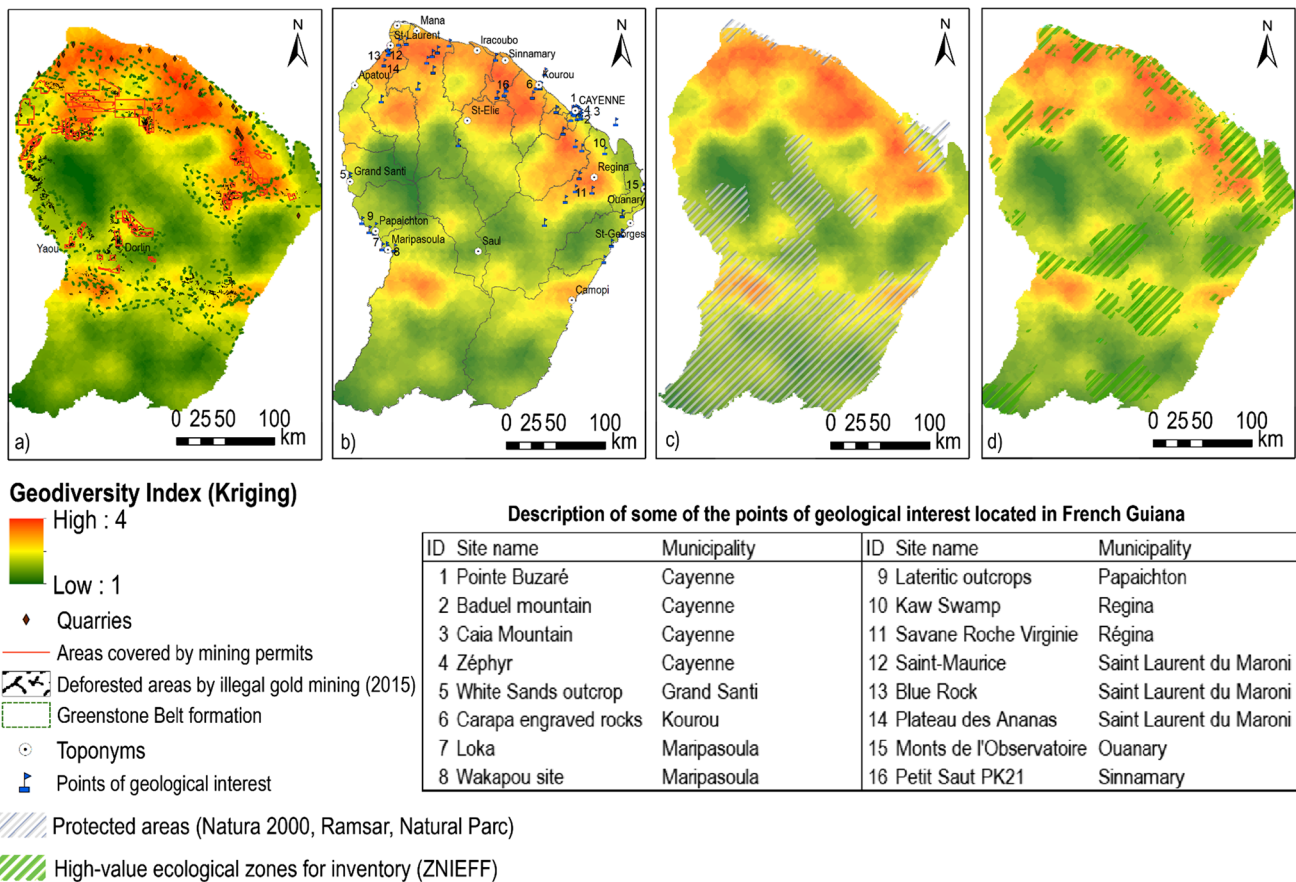 N
Yaou
Dorlin
0 25 50 100
km
a)
N
Mana
St-Laurent
Iracoubo
Sinnamary
13
12
14
Apatou
16
6
Kourou
1
CAYENNE
4
3
St-Elie
10
Regina
5
Grand Santi
11
15
Ouanary
9
Papaichton
St-Georges
7
Maripasoula
8
Saul
Camopi
0 25 50 100
km
b)
N
0 25 50 100
km
c)
N
0 25 50 100
km
d)
Geodiversity Index (Kriging)
High : 4
Low : 1
Quarries
Areas covered by mining permits
Deforested areas by illegal gold mining (2015)
Greenstone Belt formation
Toponyms
Points of geological interest
Protected areas (Natura 2000, Ramsar, Natural Parc)
High-value ecological zones for inventory (ZNIEFF)
Description of some of the points of geological interest located in French Guiana
ID Site name Municipality ID Site name Municipality
1 Pointe Buzaré Cayenne 9 Lateritic outcrops Papaichton
2 Baduel mountain Cayenne 10 Kaw Swamp Regina
3 Caia Mountain Cayenne 11 Savane Roche Virginie Régina
4 Zéphyr Cayenne 12 Saint-Maurice Saint Laurent du Maroni
5 White Sands outcrop Grand Santi 13 Blue Rock Saint Laurent du Maroni
6 Carapa engraved rocks Kourou 14 Plateau des Ananas Saint Laurent du Maroni
7 Loka Maripasoula 15 Monts de l'Observatoire Ouanary
8 Wakapou site Maripasoula 16 Petit Saut PK21 Sinnamary